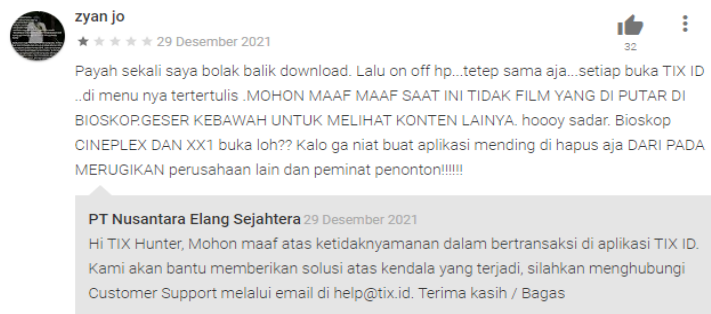 zyan jo
29 Desember 2021
32
Payah sekali saya bolak balik download. Lalu on off hp...tetep sama aja...setiap buka TIX ID
..di menu nya tertertulis .MOHON MAAF MAAF SAAT INI TIDAK FILM YANG DI PUTAR DI
BIOSKOP.GESER KEBAWAH UNTUK MELIHAT KONTEN LAINYA. hoooy sadar. Bioskop
CINEPLEX DAN XX1 buka loh?? Kalo ga niat buat aplikasi mending di hapus aja DARI PADA
MERUGIKAN perusahaan lain dan peminat penonton!!!!!!
PT Nusantara Elang Sejahtera 29 Desember 2021
Hi TIX Hunter, Mohon maaf atas ketidaknyamanan dalam bertransaksi di aplikasi TIX ID.
Kami akan bantu memberikan solusi atas kendala yang terjadi, silahkan menghubungi
Customer Support melalui email di help@tix.id. Terima kasih / Bagas